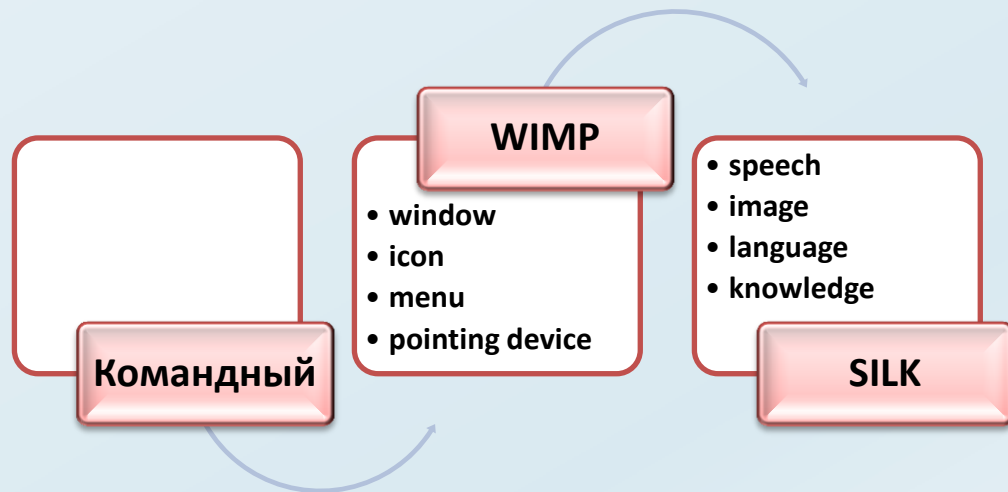 Командный
WIMP
• window
• icon
• menu
• pointing device
• speech
• image
• language
• knowledge
SILK